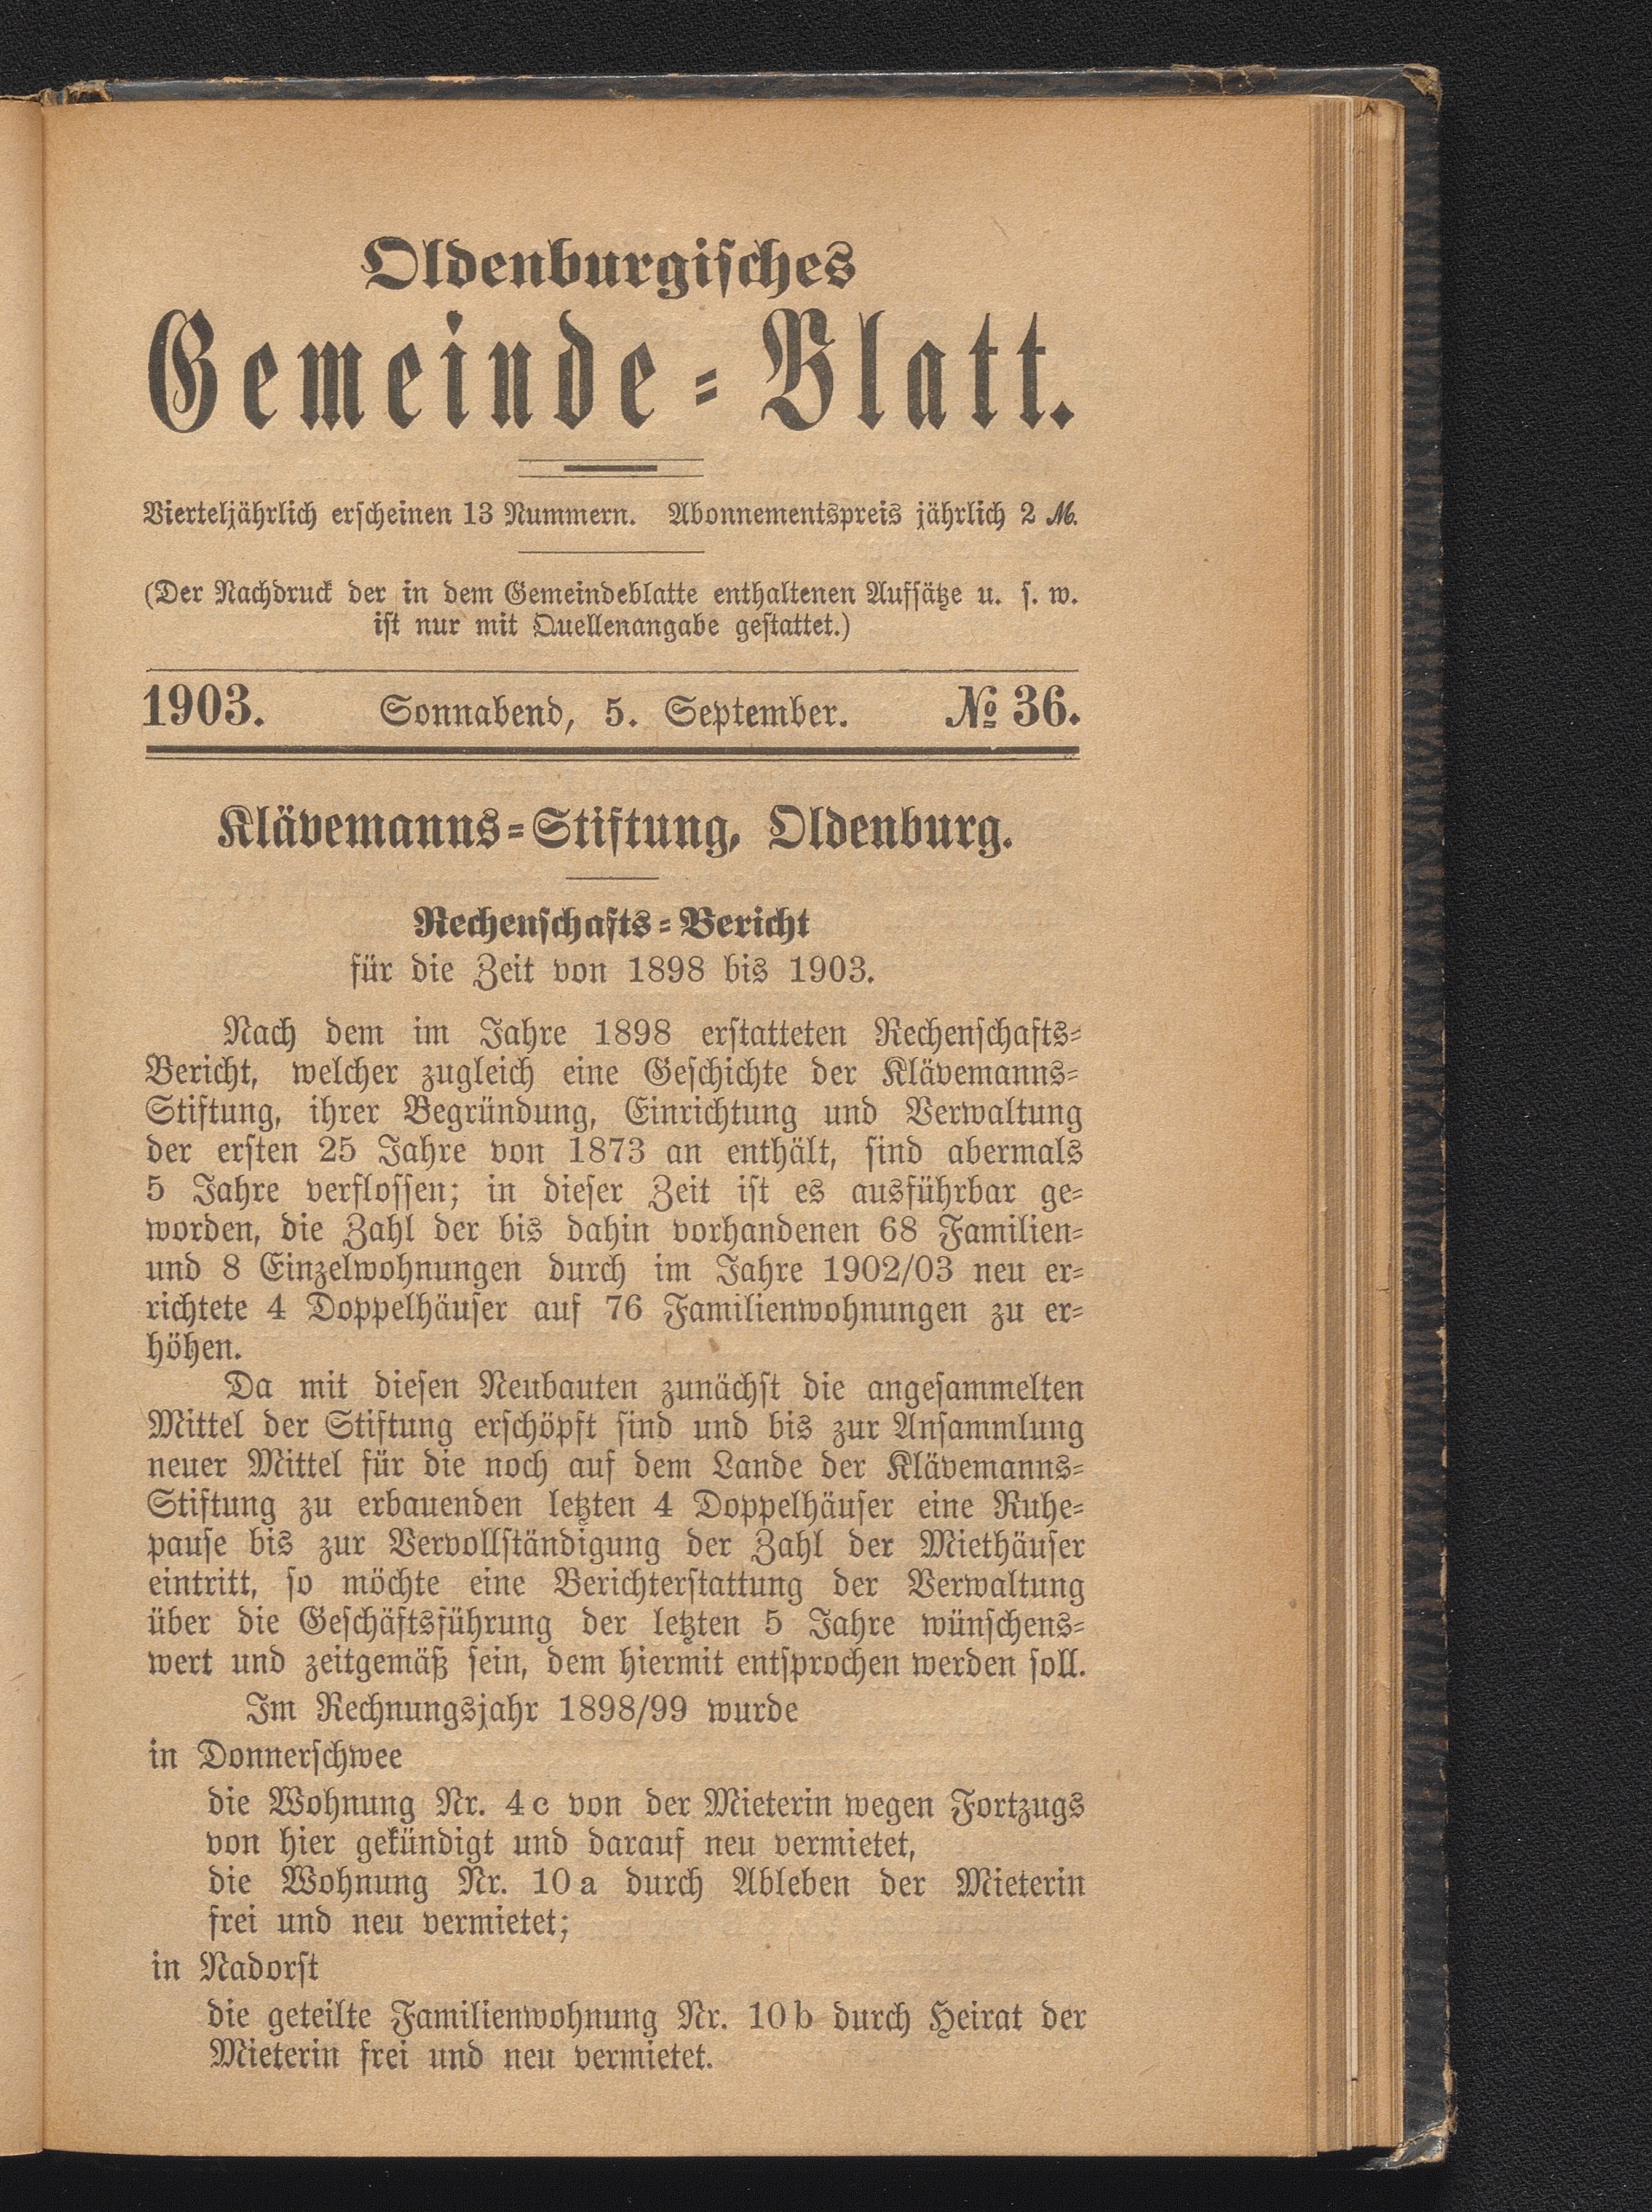 Oldenburgisches
Gemeinde-Blatt.
Vierteljährlich erscheinen 13 Nummern. Abonnementspreis jährlich 2 ℳ.
(Der Nachdruck der in dem Gemeindeblatte enthaltenen Aufsätze u. s. w.
ist nur mit Quellenangabe gestattet.)
1903. Sonnabend, 5. September. № 36.
Klävemanns-Stiftung, Oldenburg.
Rechenschafts-Bericht
für die Zeit von 1898 bis 1903.
Nach dem im Jahre 1898 erstatteten Rechenschafts-
Bericht, welcher zugleich eine Geschichte der Klävemanns-
Stiftung, ihrer Begründung, Einrichtung und Verwaltung
der ersten 25 Jahre von 1873 an enthält, sind abermals
5 Jahre verflossen; in dieser Zeit ist es ausführbar ge-
worden, die Zahl der bis dahin vorhandenen 68 Familien-
und 8 Einzelwohnungen durch im Jahre 1902/03 neu er-
richtete 4 Doppelhäuser auf 76 Familienwohnungen zu er-
höhen.
Da mit diesen Neubauten zunächst die angesammelten
Mittel der Stiftung erschöpft sind und bis zur Ansammlung
neuer Mittel für die noch auf dem Lande der Klävemanns-
Stiftung zu erbauenden letzten 4 Doppelhäuser eine Ruhe-
pause bis zur Vervollständigung der Zahl der Miethäuser
eintritt, so möchte eine Berichterstattung der Verwaltung
über die Geschäftsführung der letzten 5 Jahre wünschens-
wert und zeitgemäß sein, dem hiermit entsprochen werden soll.
Im Rechnungsjahr 1898/99 wurde
in Donnerschwee
die Wohnung Nr. 4c von der Mieterin wegen Fortzugs
von hier gekündigt und darauf neu vermietet,
die Wohnung Nr. 10a durch Ableben der Mieterin
frei und neu vermietet;
in Nadorst
die geteilte Familienwohnung Nr. 10b durch Heirat der
Mieterin frei und neu vermietet.